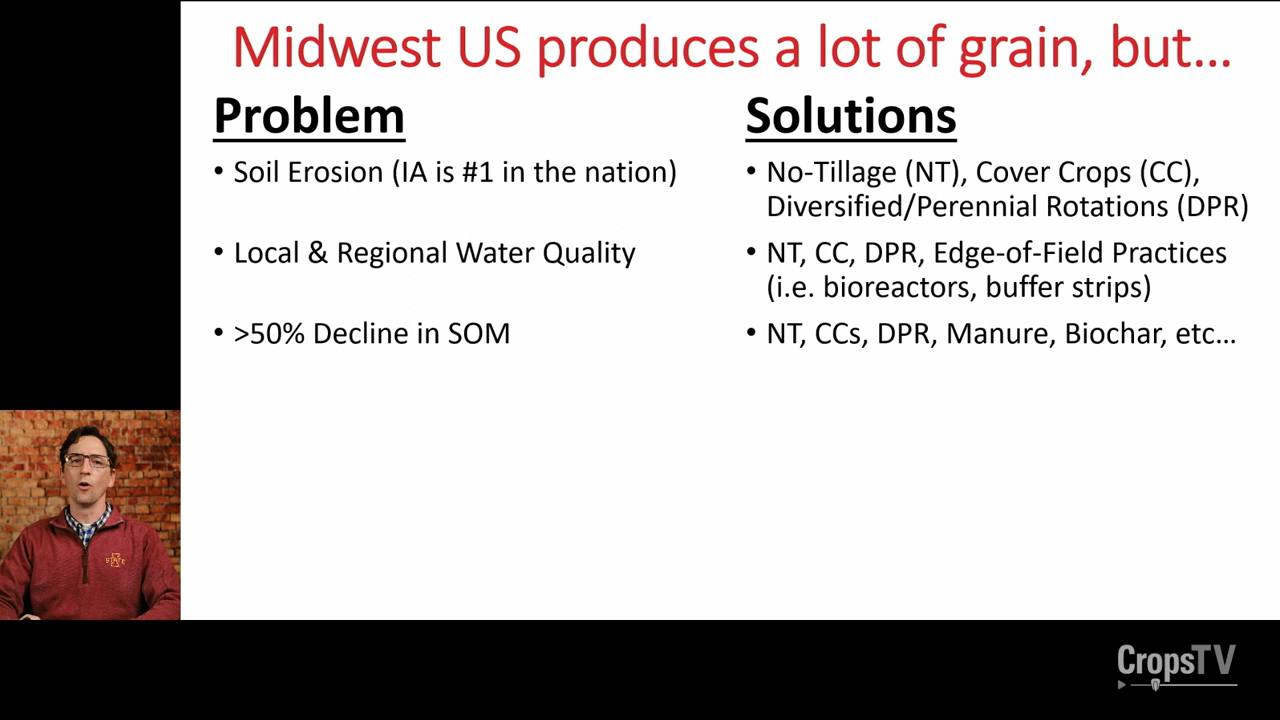 Midwest US produces a lot of grain, but...
Problem
• Soil Erosion (IA is #1 in the nation)
• Local & Regional Water Quality
• >50% Decline in SOM
Solutions
• No-Tillage (NT), Cover Crops (CC),
Diversified/Perennial Rotations (DPR)
• NT, CC, DPR, Edge-of-Field Practices
(i.e. bioreactors, buffer strips)
• NT, CCs, DPR, Manure, Biochar, etc...
STATE
CropsTV